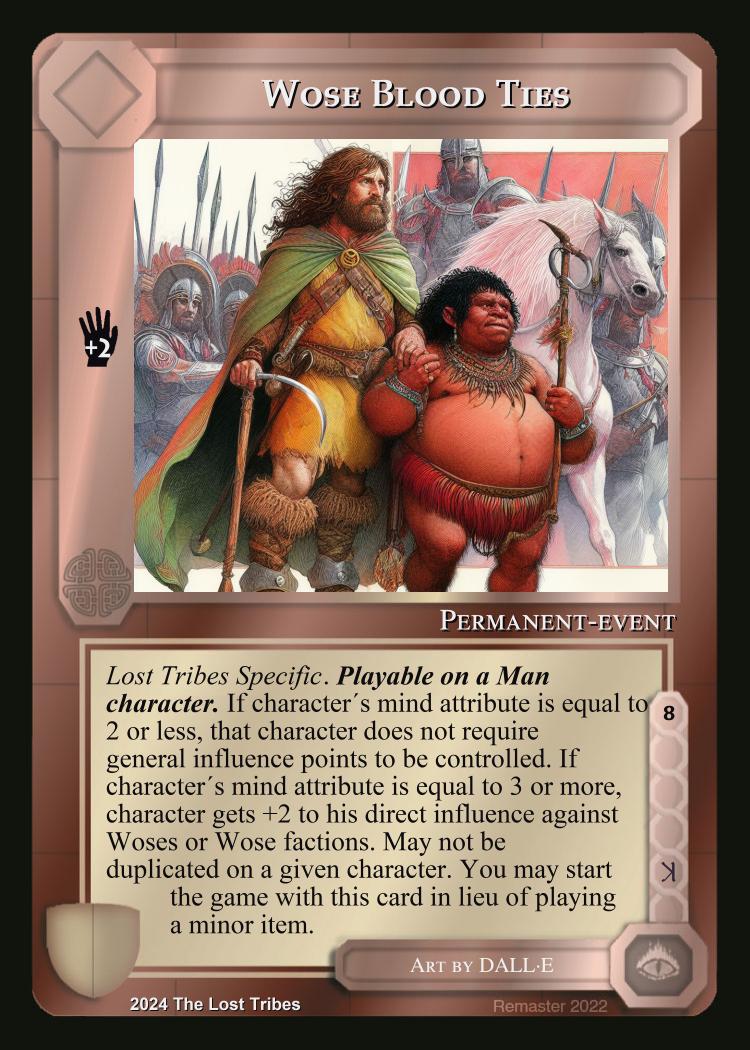 Wose Blood Ties
+2
Permanent-event
Lost Tribes Specific. Playable on a Man
character. If character´s mind attribute is equal to
2 or less, that character does not require
general influence points to be controlled. If
character´s mind attribute is equal to 3 or more,
character gets +2 to his direct influence against
Woses or Wose factions. May not be
duplicated on a given character. You may start
the game with this card in lieu of playing
a minor item.
8
Art by DALL·E
2024 The Lost Tribes
Remaster 2022